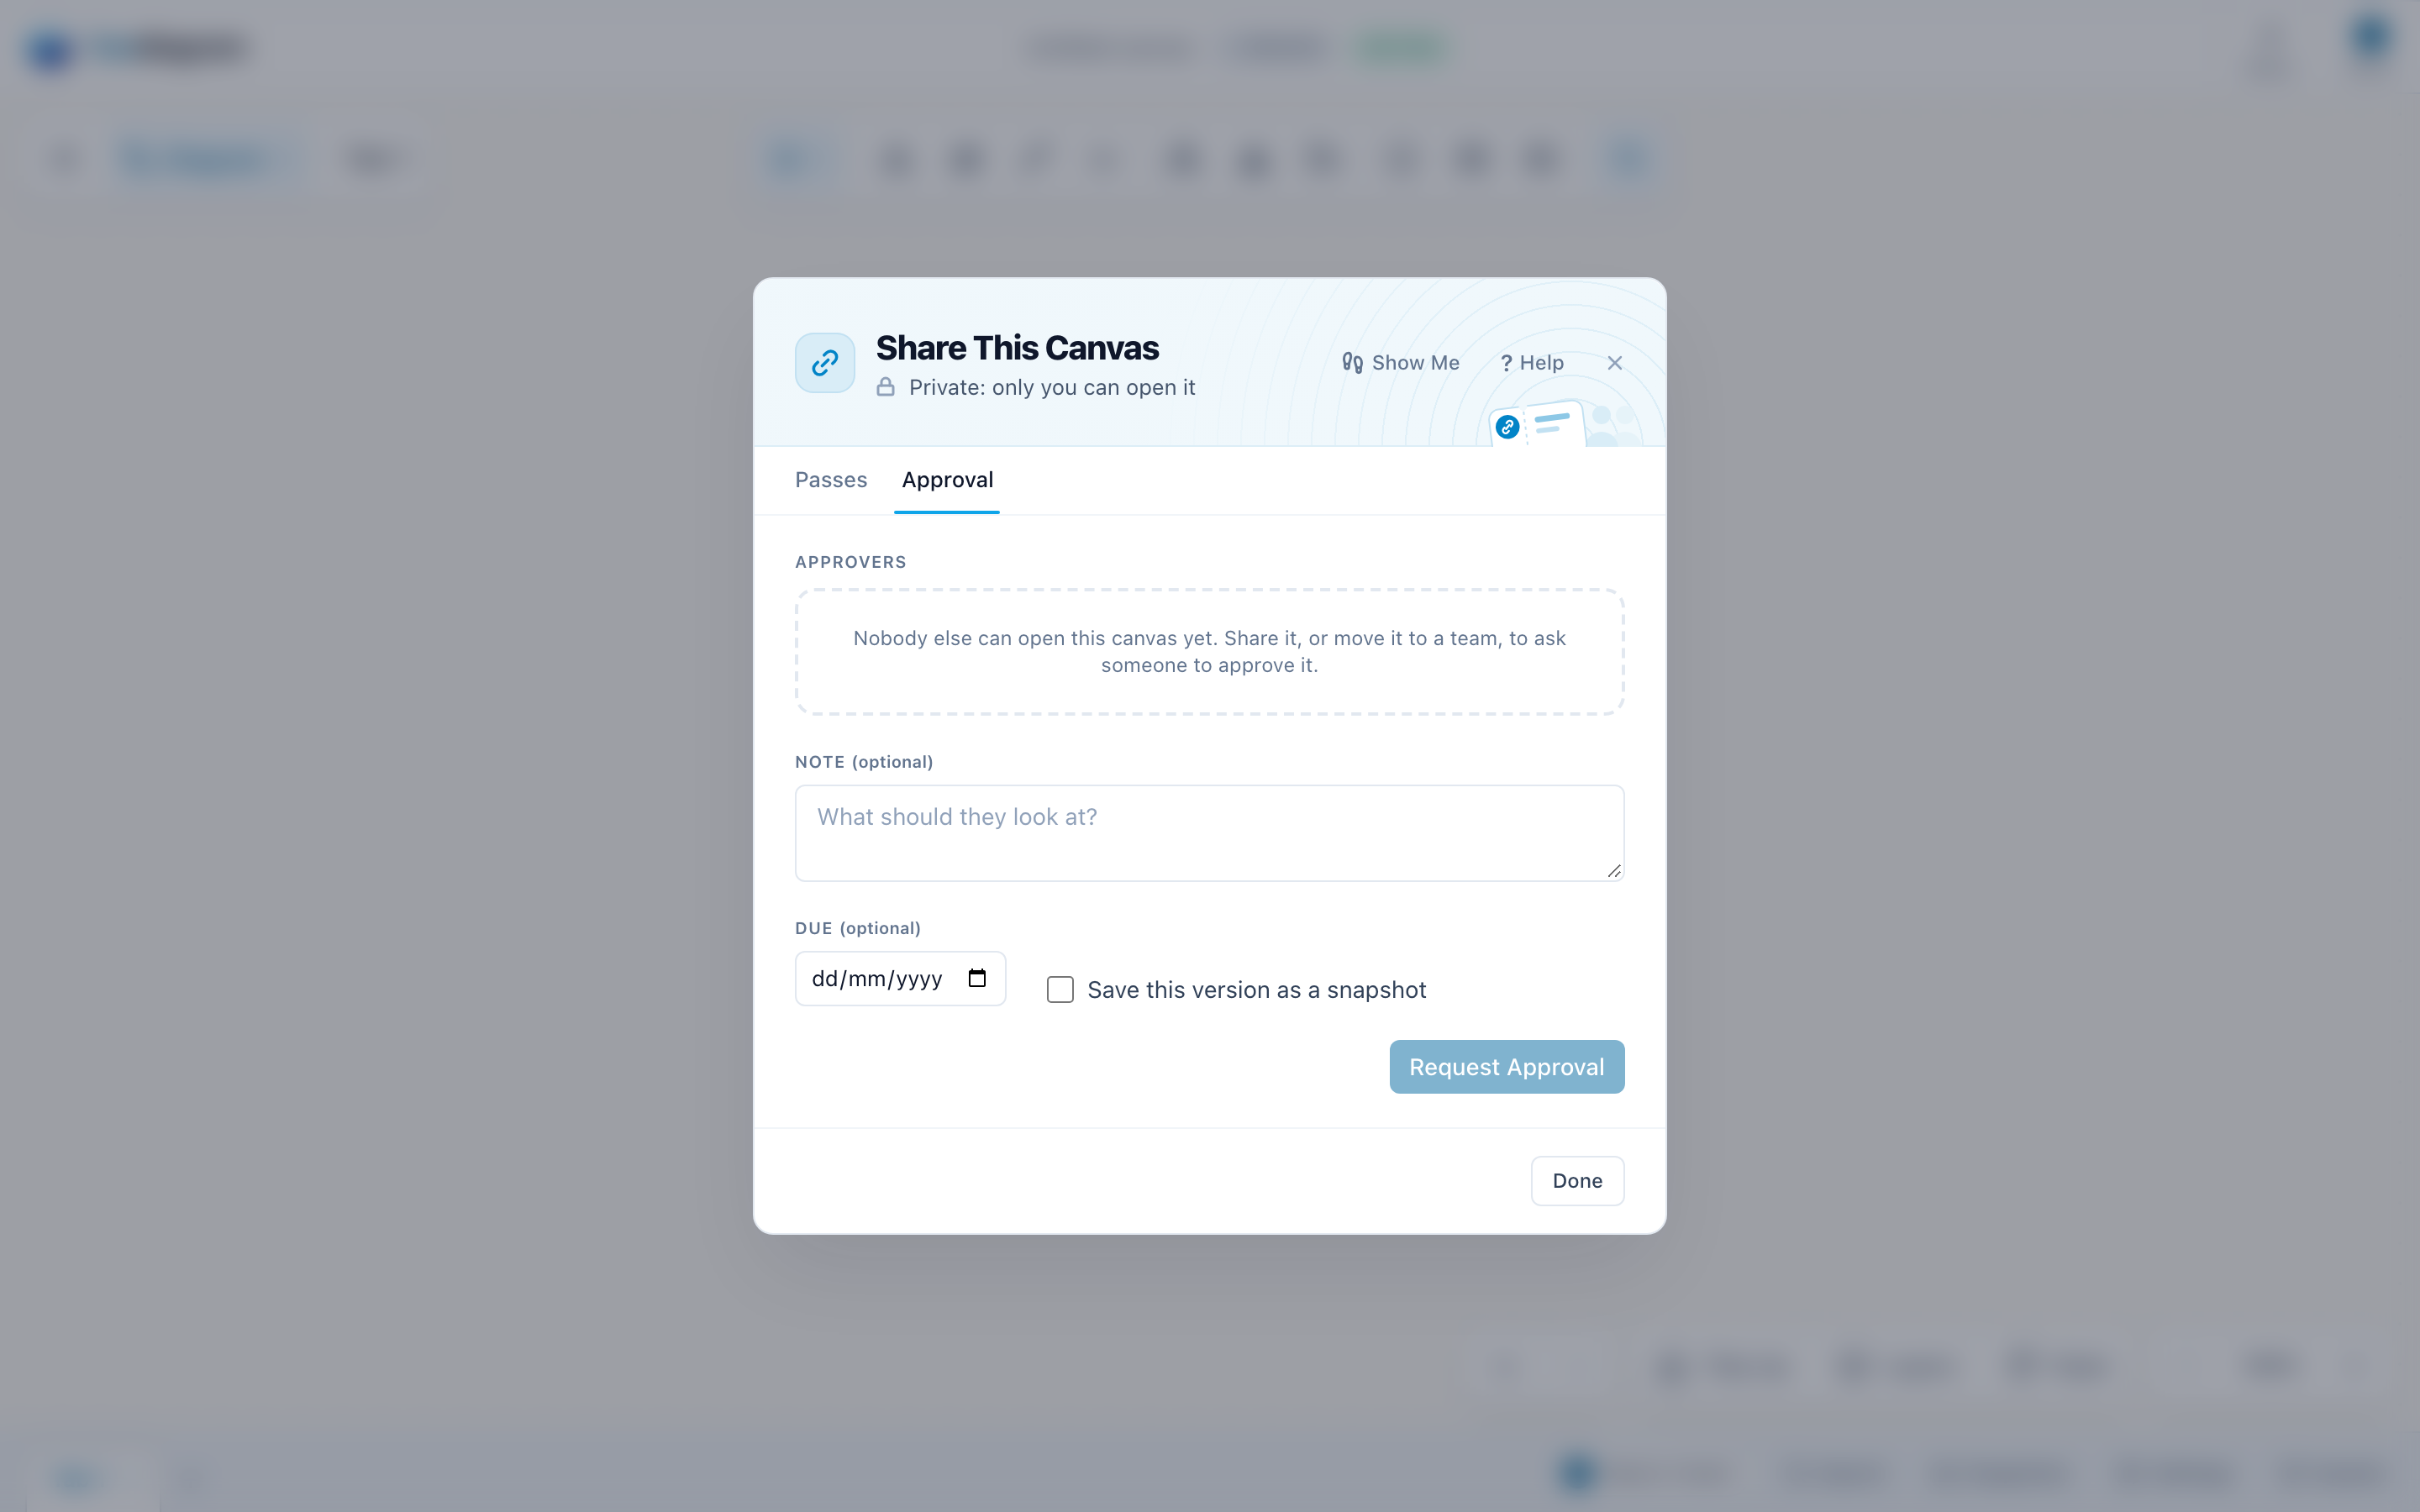 Share This Canvas
Private: only you can open it
Show Me
? Help
Passes
Approval
APPROVERS
Nobody else can open this canvas yet. Share it, or move it to a team, to ask
someone to approve it.
NOTE (optional)
What should they look at?
DUE (optional)
dd/mm/yyyy
Save this version as a snapshot
Request Approval
Done